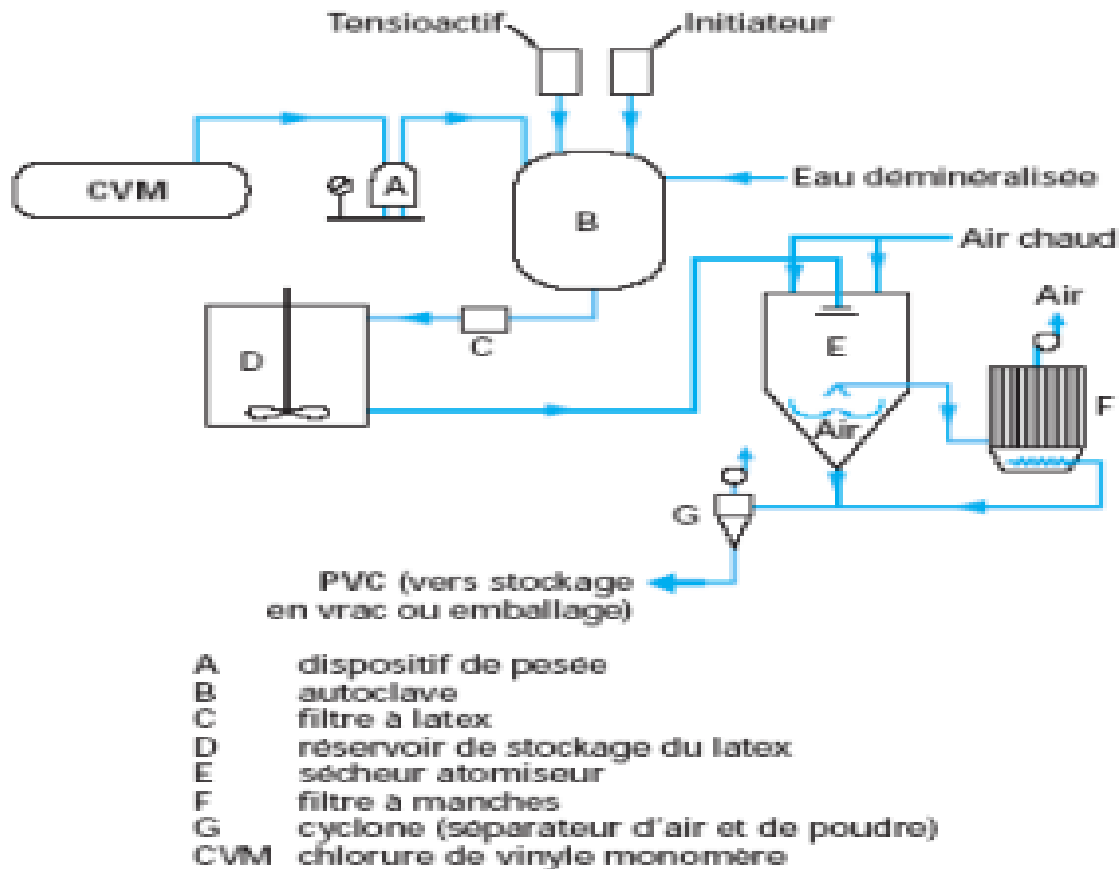 Tensioactif
Initiateur
CVM
A
B
Eau déminéralisée
Air chaud
Air
C
D
E
Air
F
G
PVC (vers stockage
en vrac ou emballage)
A dispositif de pesée
B autoclave
C filtre à latex
D réservoir de stockage du latex
E sécheur atomiseur
F filtre à manches
G cyclone (séparateur d'air et de poudre)
CVM chlorure de vinyle monomère